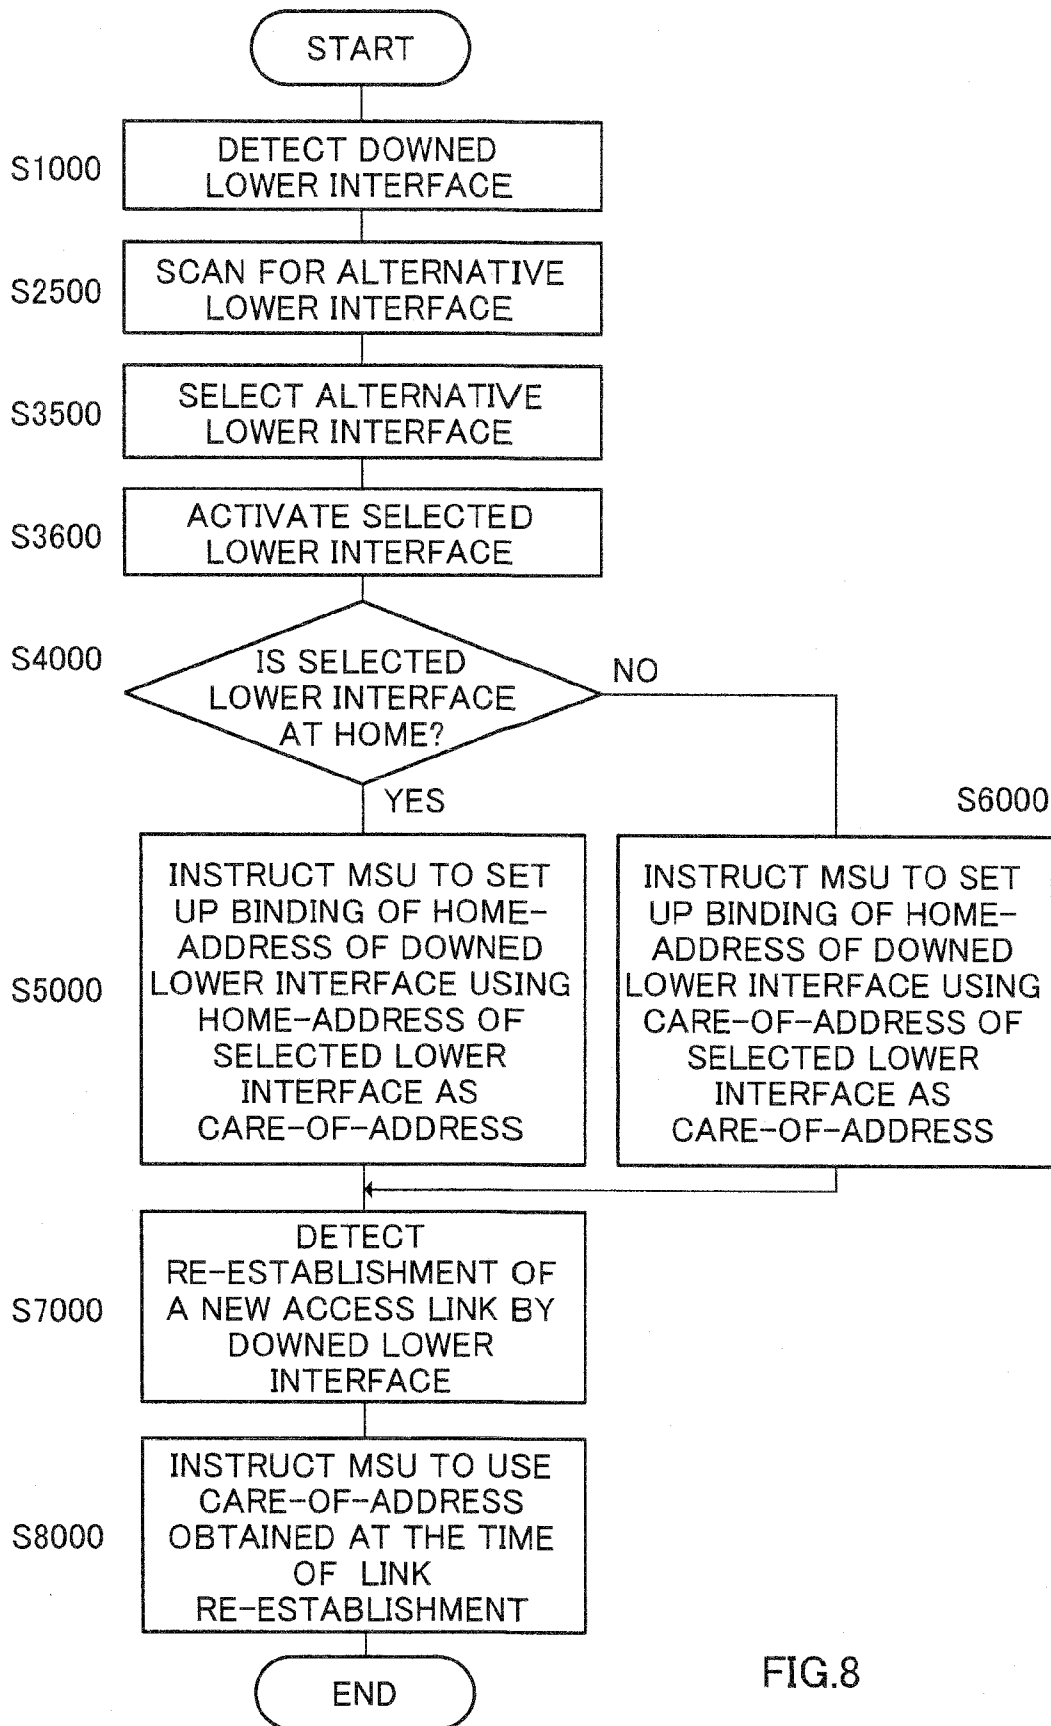 START
S1000
DETECT DOWNED
LOWER INTERFACE
S2500
SCAN FOR ALTERNATIVE
LOWER INTERFACE
S3500
SELECT ALTERNATIVE
LOWER INTERFACE
S3600
ACTIVATE SELECTED
LOWER INTERFACE
S4000
IS SELECTED
LOWER INTERFACE
AT HOME?
NO
YES
S6000
S5000
INSTRUCT MSU TO SET
UP BINDING OF HOME-
ADDRESS OF DOWNED
LOWER INTERFACE USING
HOME-ADDRESS OF
SELECTED LOWER
INTERFACE AS
CARE-OF-ADDRESS
INSTRUCT MSU TO SET
UP BINDING OF HOME-
ADDRESS OF DOWNED
LOWER INTERFACE USING
CARE-OF-ADDRESS OF
SELECTED LOWER
INTERFACE AS
CARE-OF-ADDRESS
S7000
DETECT
RE-ESTABLISHMENT OF
A NEW ACCESS LINK BY
DOWNED LOWER
INTERFACE
S8000
INSTRUCT MSU TO USE
CARE-OF-ADDRESS
OBTAINED AT THE TIME
OF LINK
RE-ESTABLISHMENT
END
FIG.8